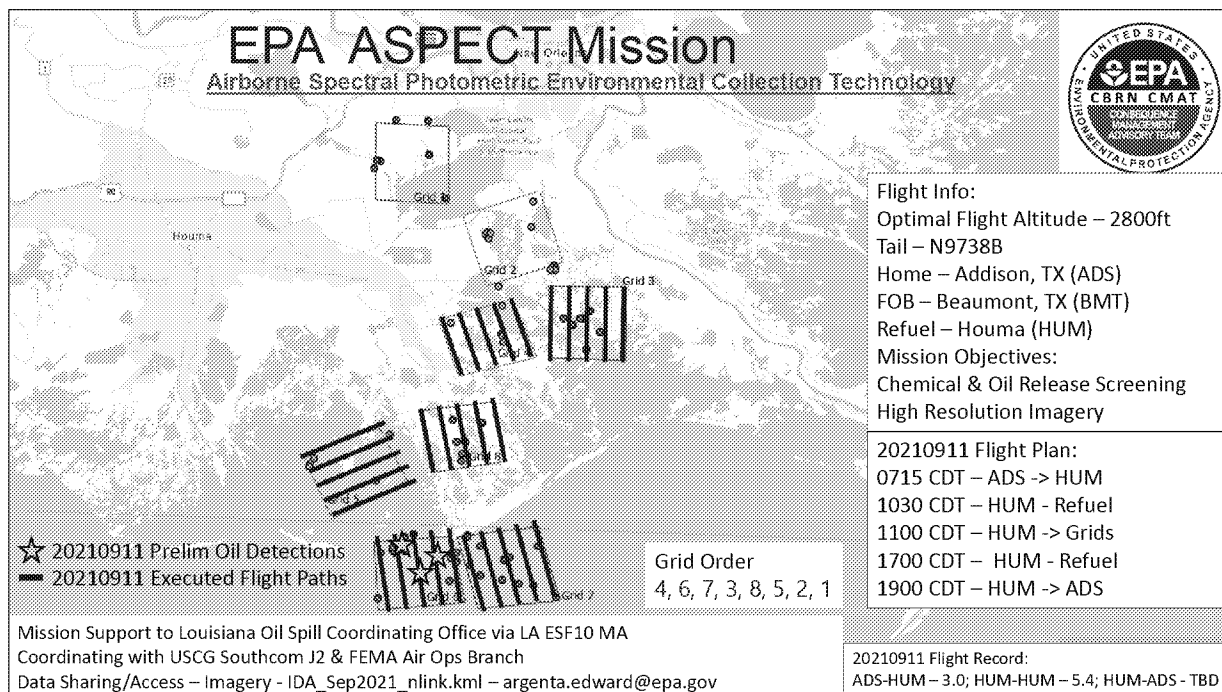 EPA ASPECT Mission
Airborne Spectral Photometric Environmental Collection Technology
UNITED STATES
ENVIRONMENTAL PROTECTION AGENCY
EPA
CBRN CMAT
CONSEQUENCE
MANAGEMENT
ADVISORY TEAM
Houma
Grid 2
Grid 3
Grid 5
Grid 7
Flight Info:
Optimal Flight Altitude – 2800ft
Tail – N9738B
Home – Addison, TX (ADS)
FOB – Beaumont, TX (BMT)
Refuel – Houma (HUM)
Mission Objectives:
Chemical & Oil Release Screening
High Resolution Imagery
20210911 Flight Plan:
0715 CDT – ADS -> HUM
1030 CDT – HUM - Refuel
1100 CDT – HUM -> Grids
1700 CDT – HUM - Refuel
1900 CDT – HUM -> ADS
20210911 Prelim Oil Detections
20210911 Executed Flight Paths
Grid Order
4, 6, 7, 3, 8, 5, 2, 1
Mission Support to Louisiana Oil Spill Coordinating Office via LA ESF10 MA
Coordinating with USCG Southcom J2 & FEMA Air Ops Branch
Data Sharing/Access – Imagery - IDA_Sep2021_nlink.kml – argenta.edward@epa.gov
20210911 Flight Record:
ADS-HUM – 3.0; HUM-HUM – 5.4; HUM-ADS - TBD